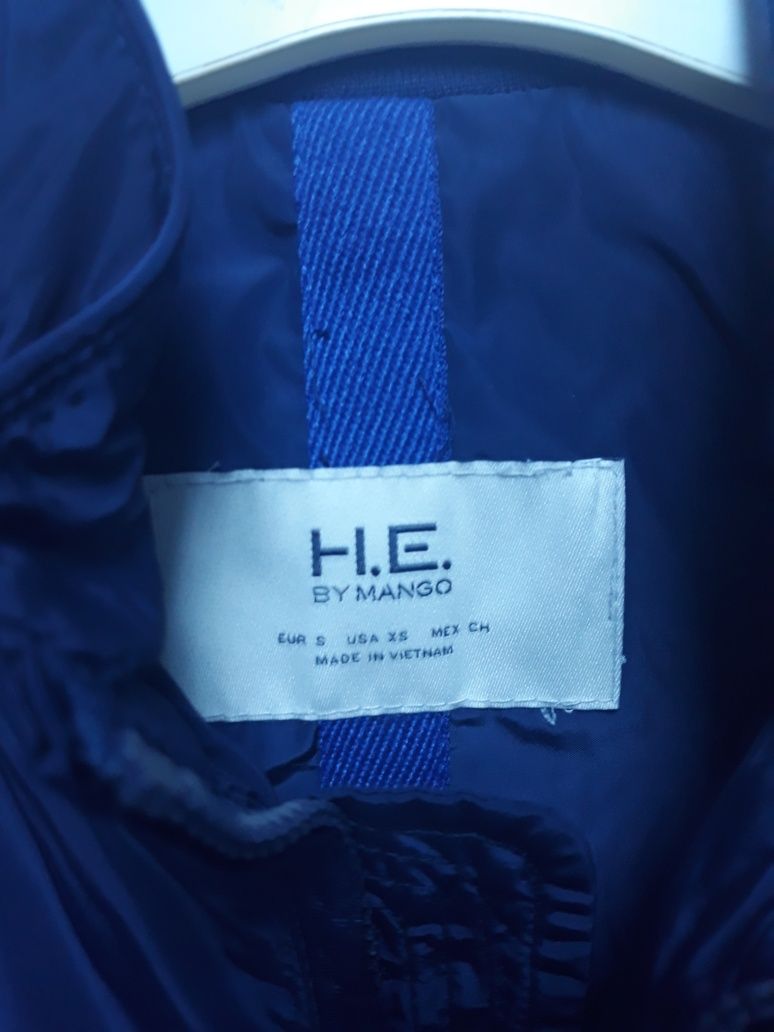 H.E.
BY MANGO
EUR S USA XS MEX CH
MADE IN VIETNAM